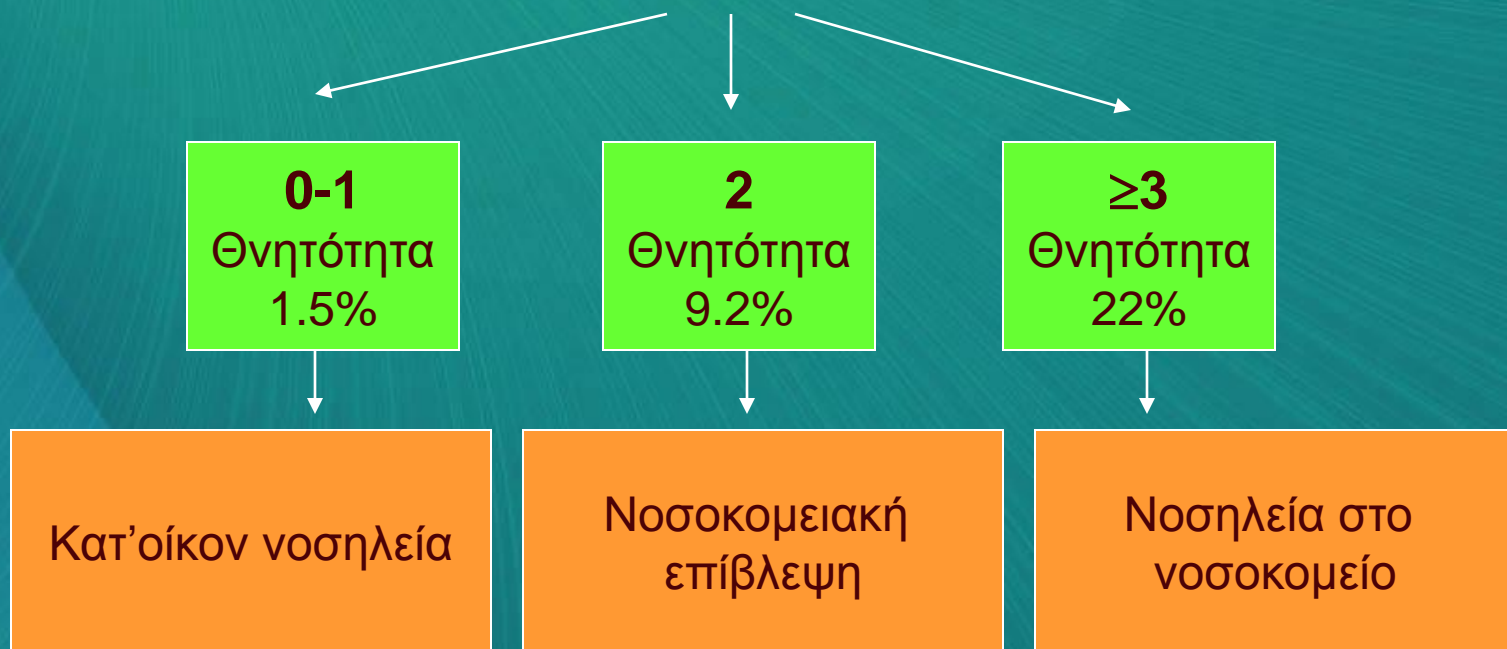 0-1
Θνητότητα
1.5%
2
Θνητότητα
9.2%
≥3
Θνητότητα
22%
Κατ’οίκον νοσηλεία
Νοσοκομειακή
επίβλεψη
Νοσηλεία στο
νοσοκομείο